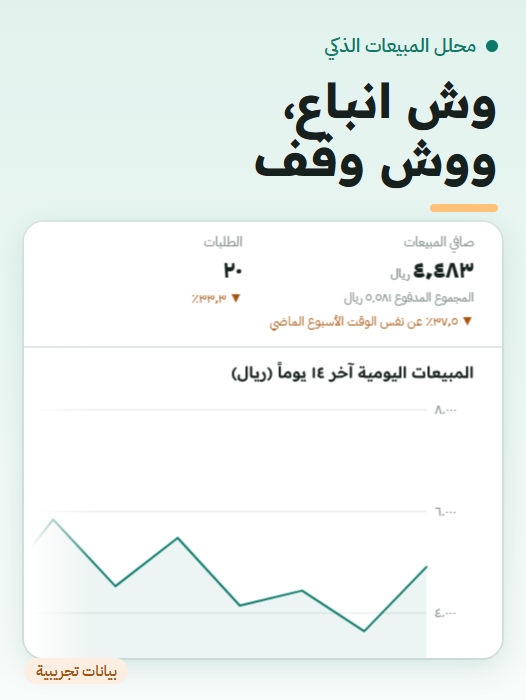 محلل المبيعات الذكي
وش انباع،
ووش وقف
صافي المبيعات
٤,٤٨٣ ريال
المجموع المدفوع ٥,٥٨١ ريال
▼ ٣٧,٥٪ عن نفس الوقت الأسبوع الماضي
الطلبات
٢٠
▼ ٣٣,٣٪
المبيعات اليومية آخر ١٤ يوماً (ريال)
٨,٠٠٠
٦,٠٠٠
٤,٠٠٠
بيانات تجريبية